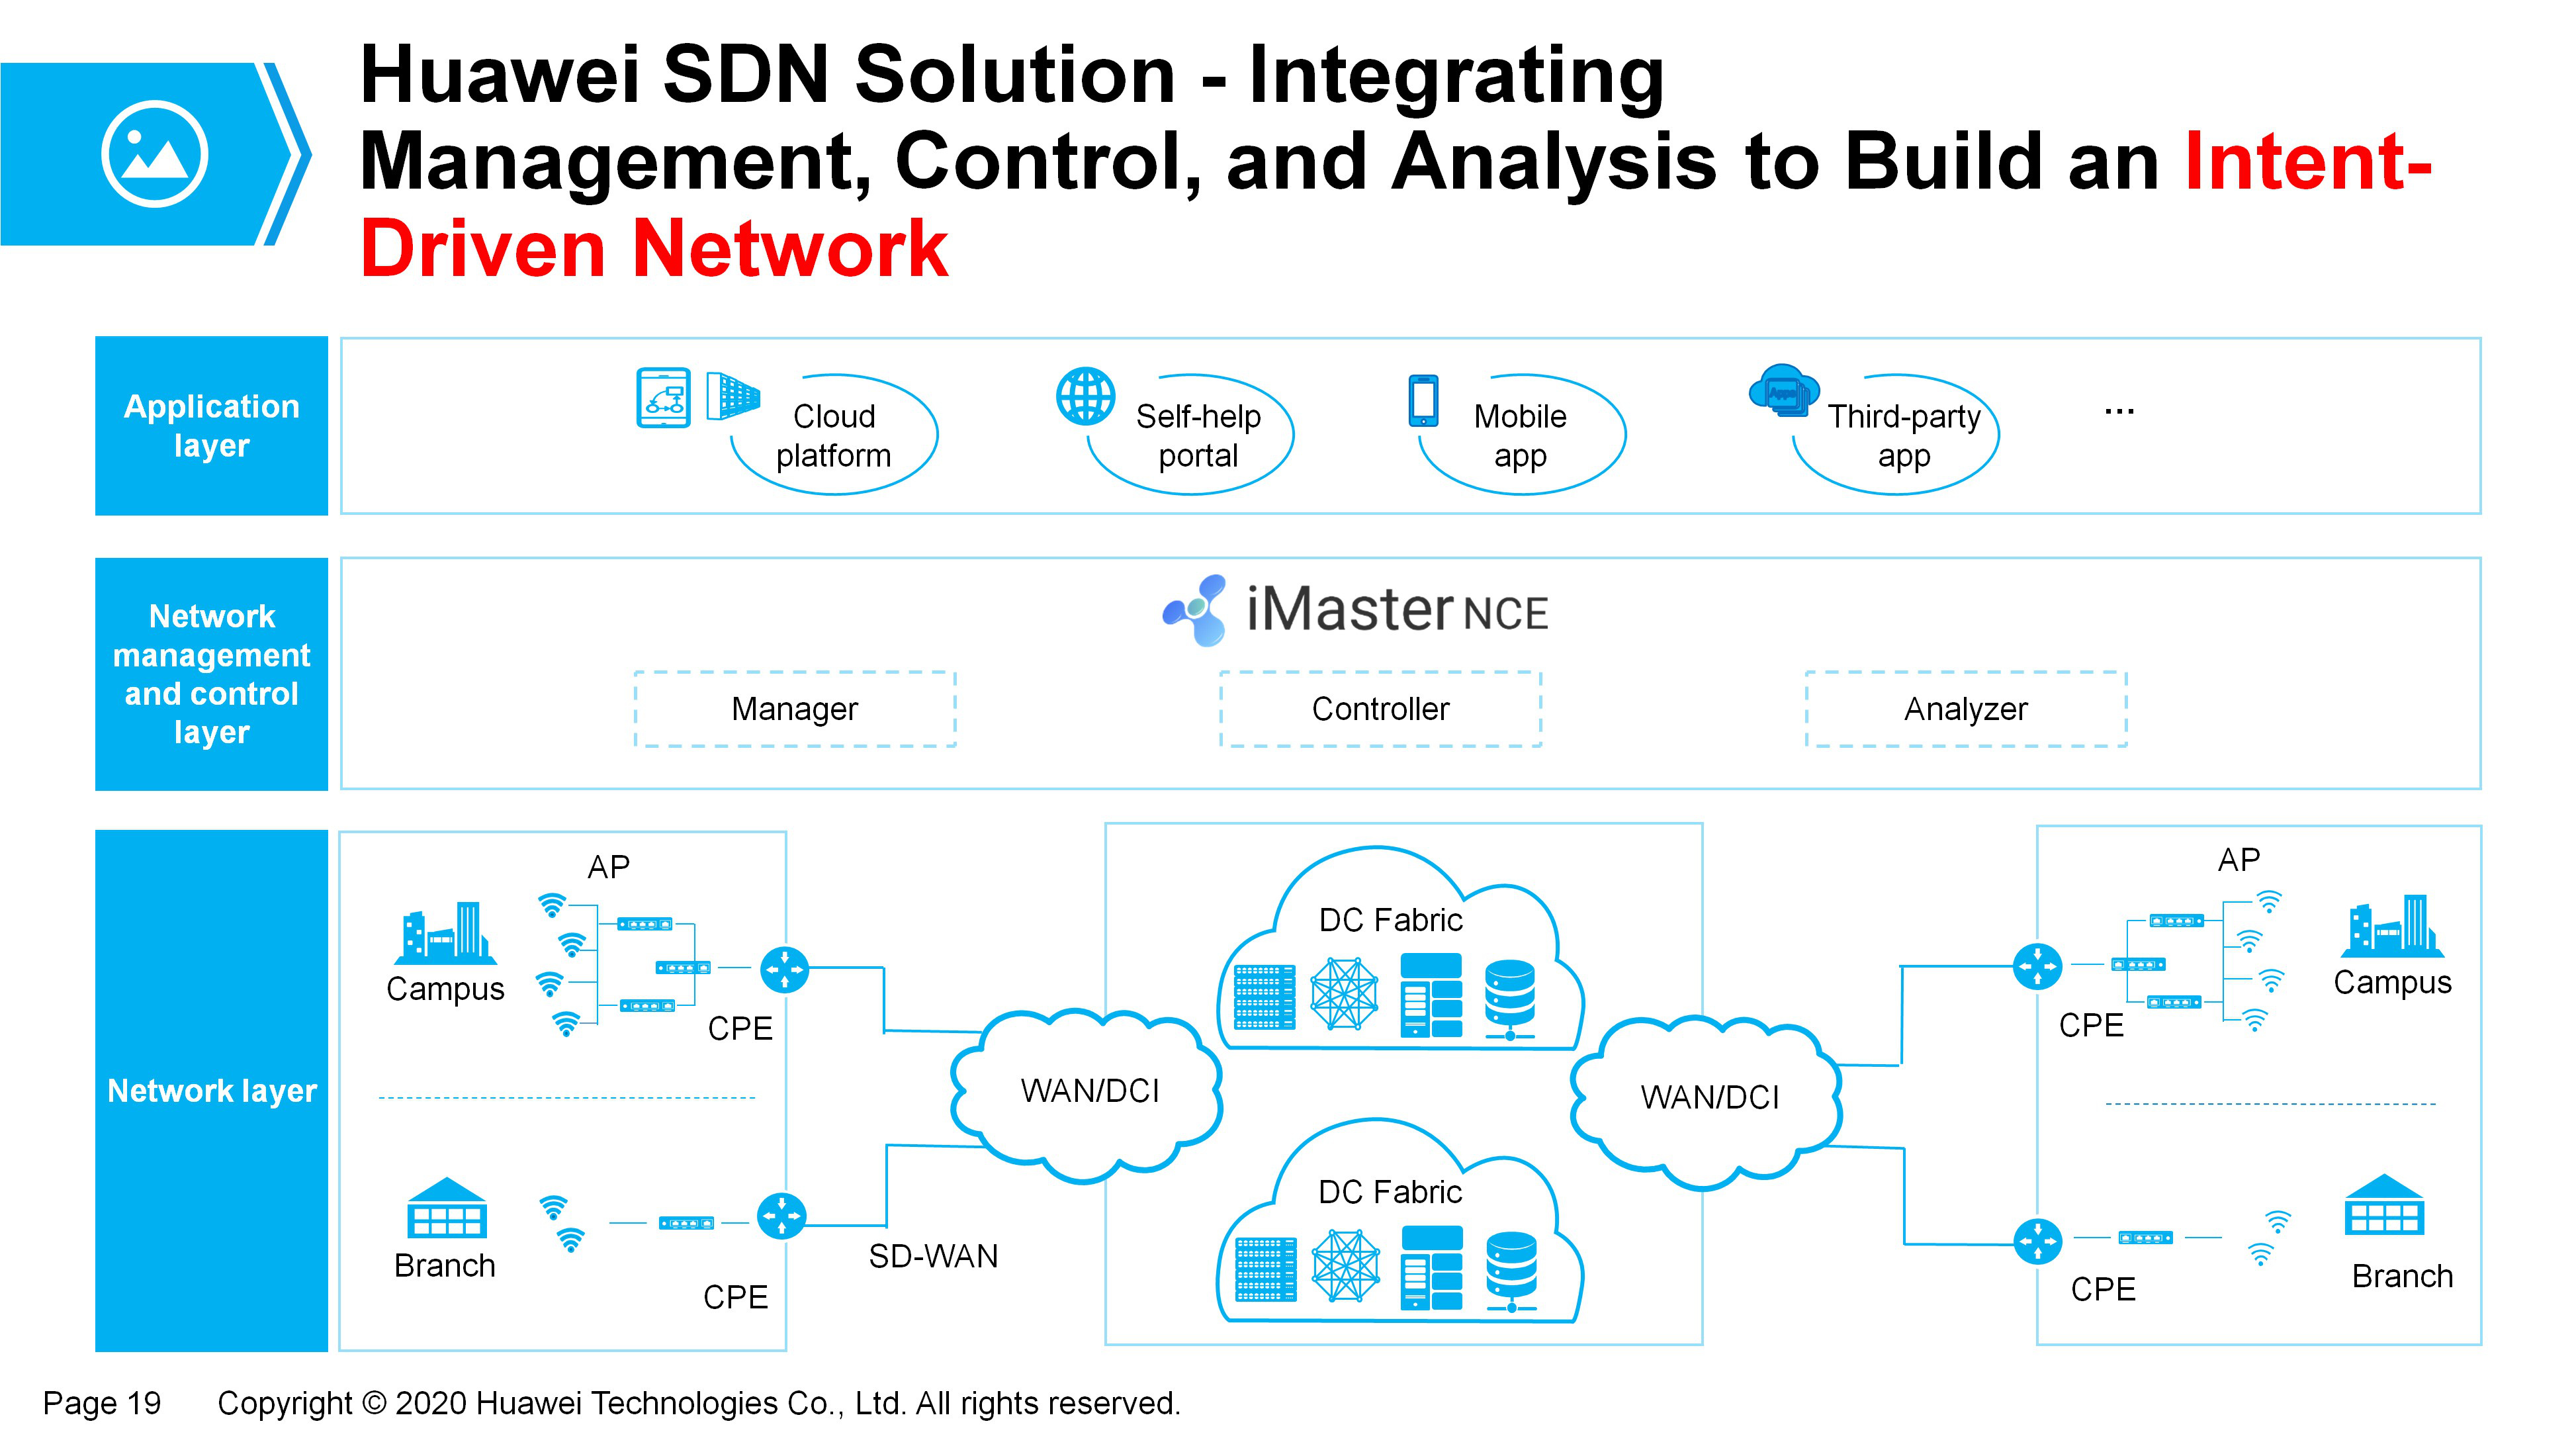 Huawei SDN Solution - Integrating
Management, Control, and Analysis to Build an Intent-
Driven Network
Application
layer
Cloud
platform
Self-help
portal
Mobile
app
Apps
Third-party
app
...
Network
management
and control
layer
iMaster NCE
Manager
Controller
Analyzer
Network layer
AP
Campus
CPE
Branch
CPE
SD-WAN
WAN/DCI
DC Fabric
DC Fabric
WAN/DCI
AP
Campus
CPE
Branch
CPE
Page 19
Copyright © 2020 Huawei Technologies Co., Ltd. All rights reserved.